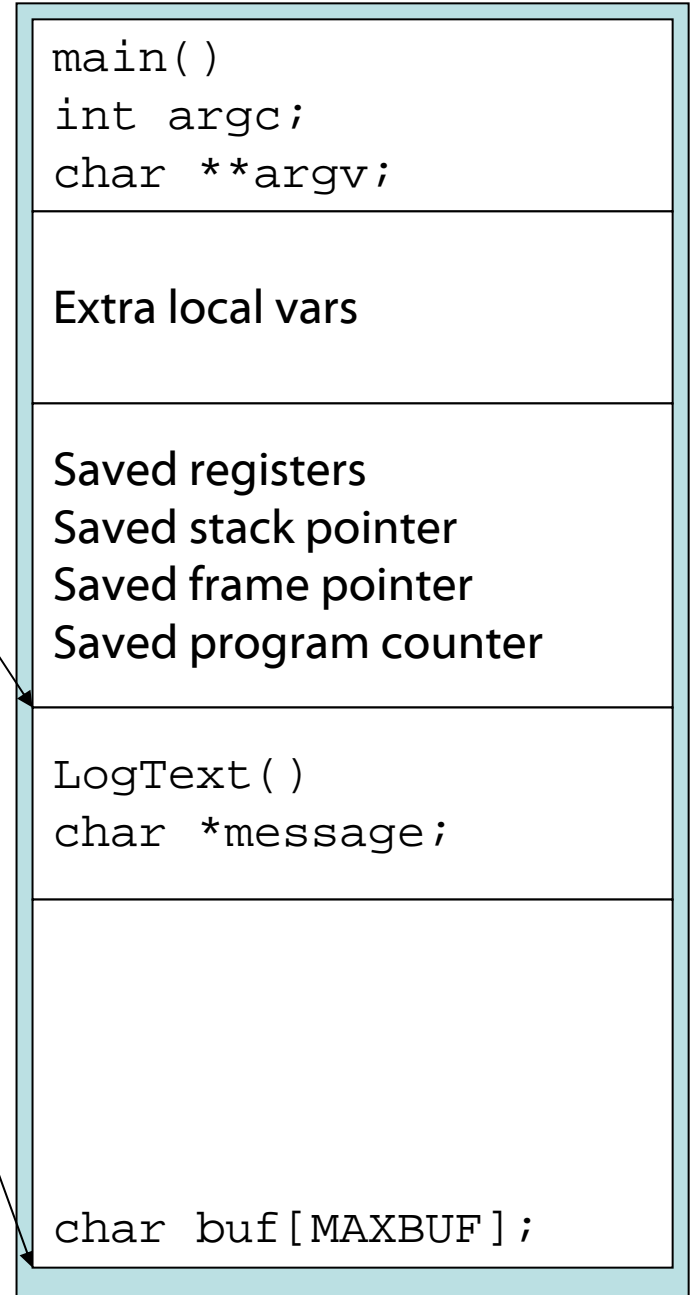 main()
int argc;
char **argv;
Extra local vars
Saved registers
Saved stack pointer
Saved frame pointer
Saved program counter
LogText()
char *message;
char buf[MAXBUF];